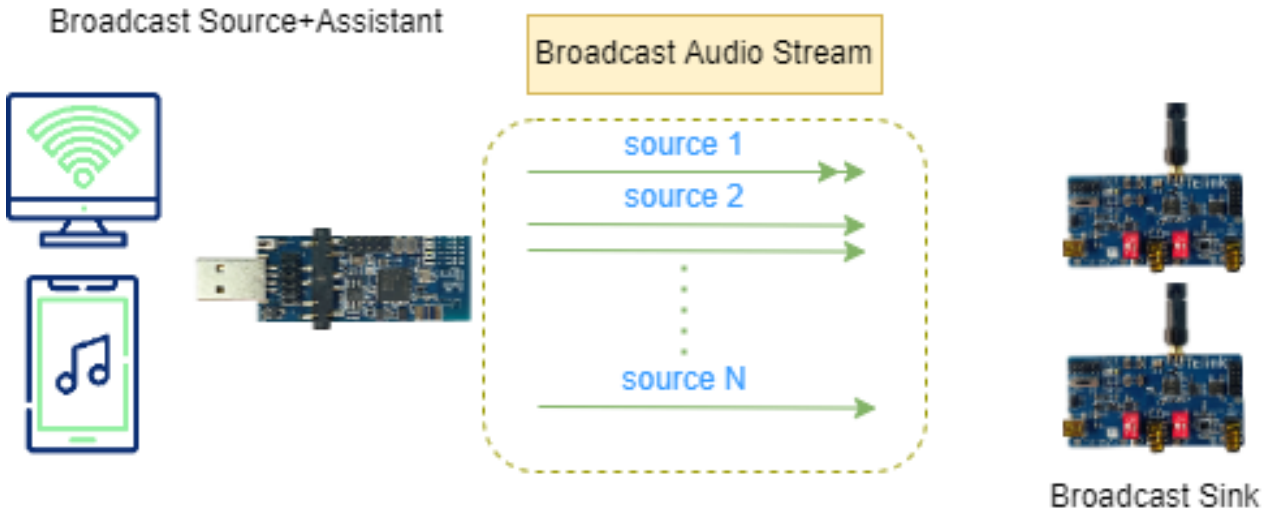 Broadcast Source+Assistant
Broadcast Audio Stream
source 1
source 2
source N
Broadcast Sink